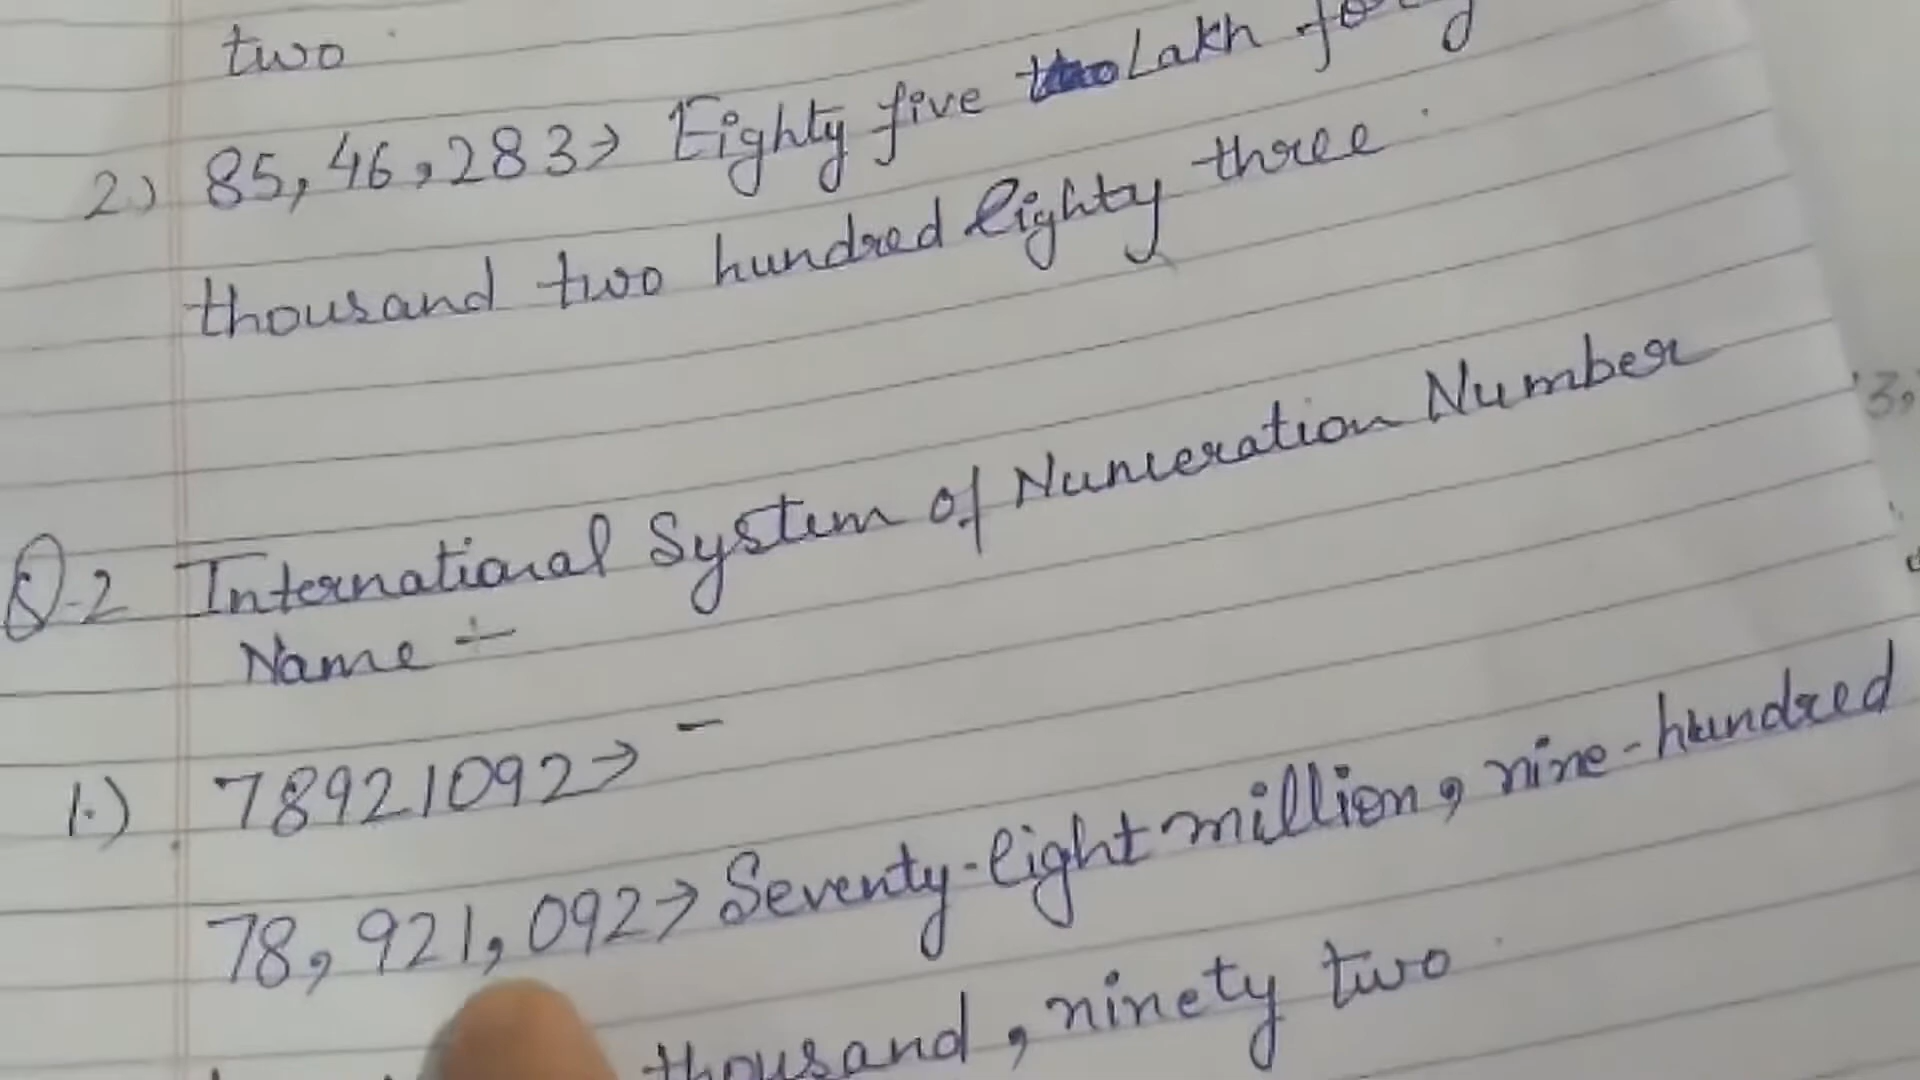 two
2.) 85,46,283→ Eighty five Lakh
thousand two hundred Eighty three.
Q-2 International System of Numeration Number
Name ÷
1.) 78921092→ -
78,921,092→ Seventy-Eight million, nine-hundred
thousand, ninety two.